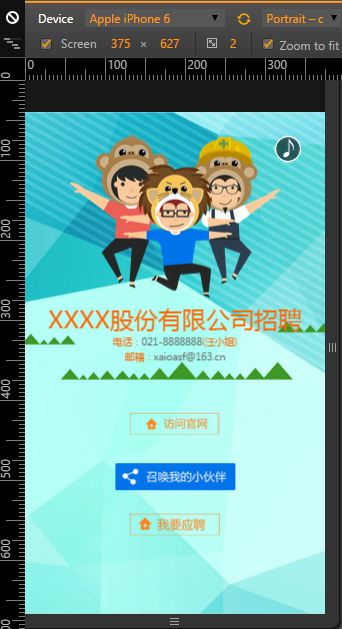 Device Apple iPhone 6 Portrait – c
Screen 375 × 627 2 Zoom to fit
0 100 200 300
0
100
200
300
400
500
600
XXXX股份有限公司招聘
电话：021-8888888(汪小姐)
邮箱：xaioasf@163.cn
访问官网
召唤我的小伙伴
我要应聘